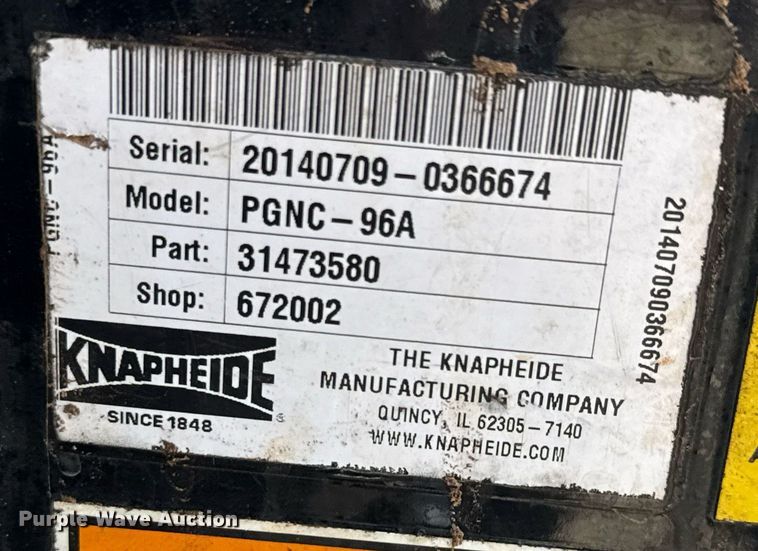 Serial: 20140709-0366674
Model: PGNC-96A
Part: 31473580
Shop: 672002
201407090366674
KNAPHEIDE
SINCE 1848
THE KNAPHEIDE
MANUFACTURING COMPANY
QUINCY, IL 62305-7140
WWW.KNAPHEIDE.COM
Purple Wave Auction